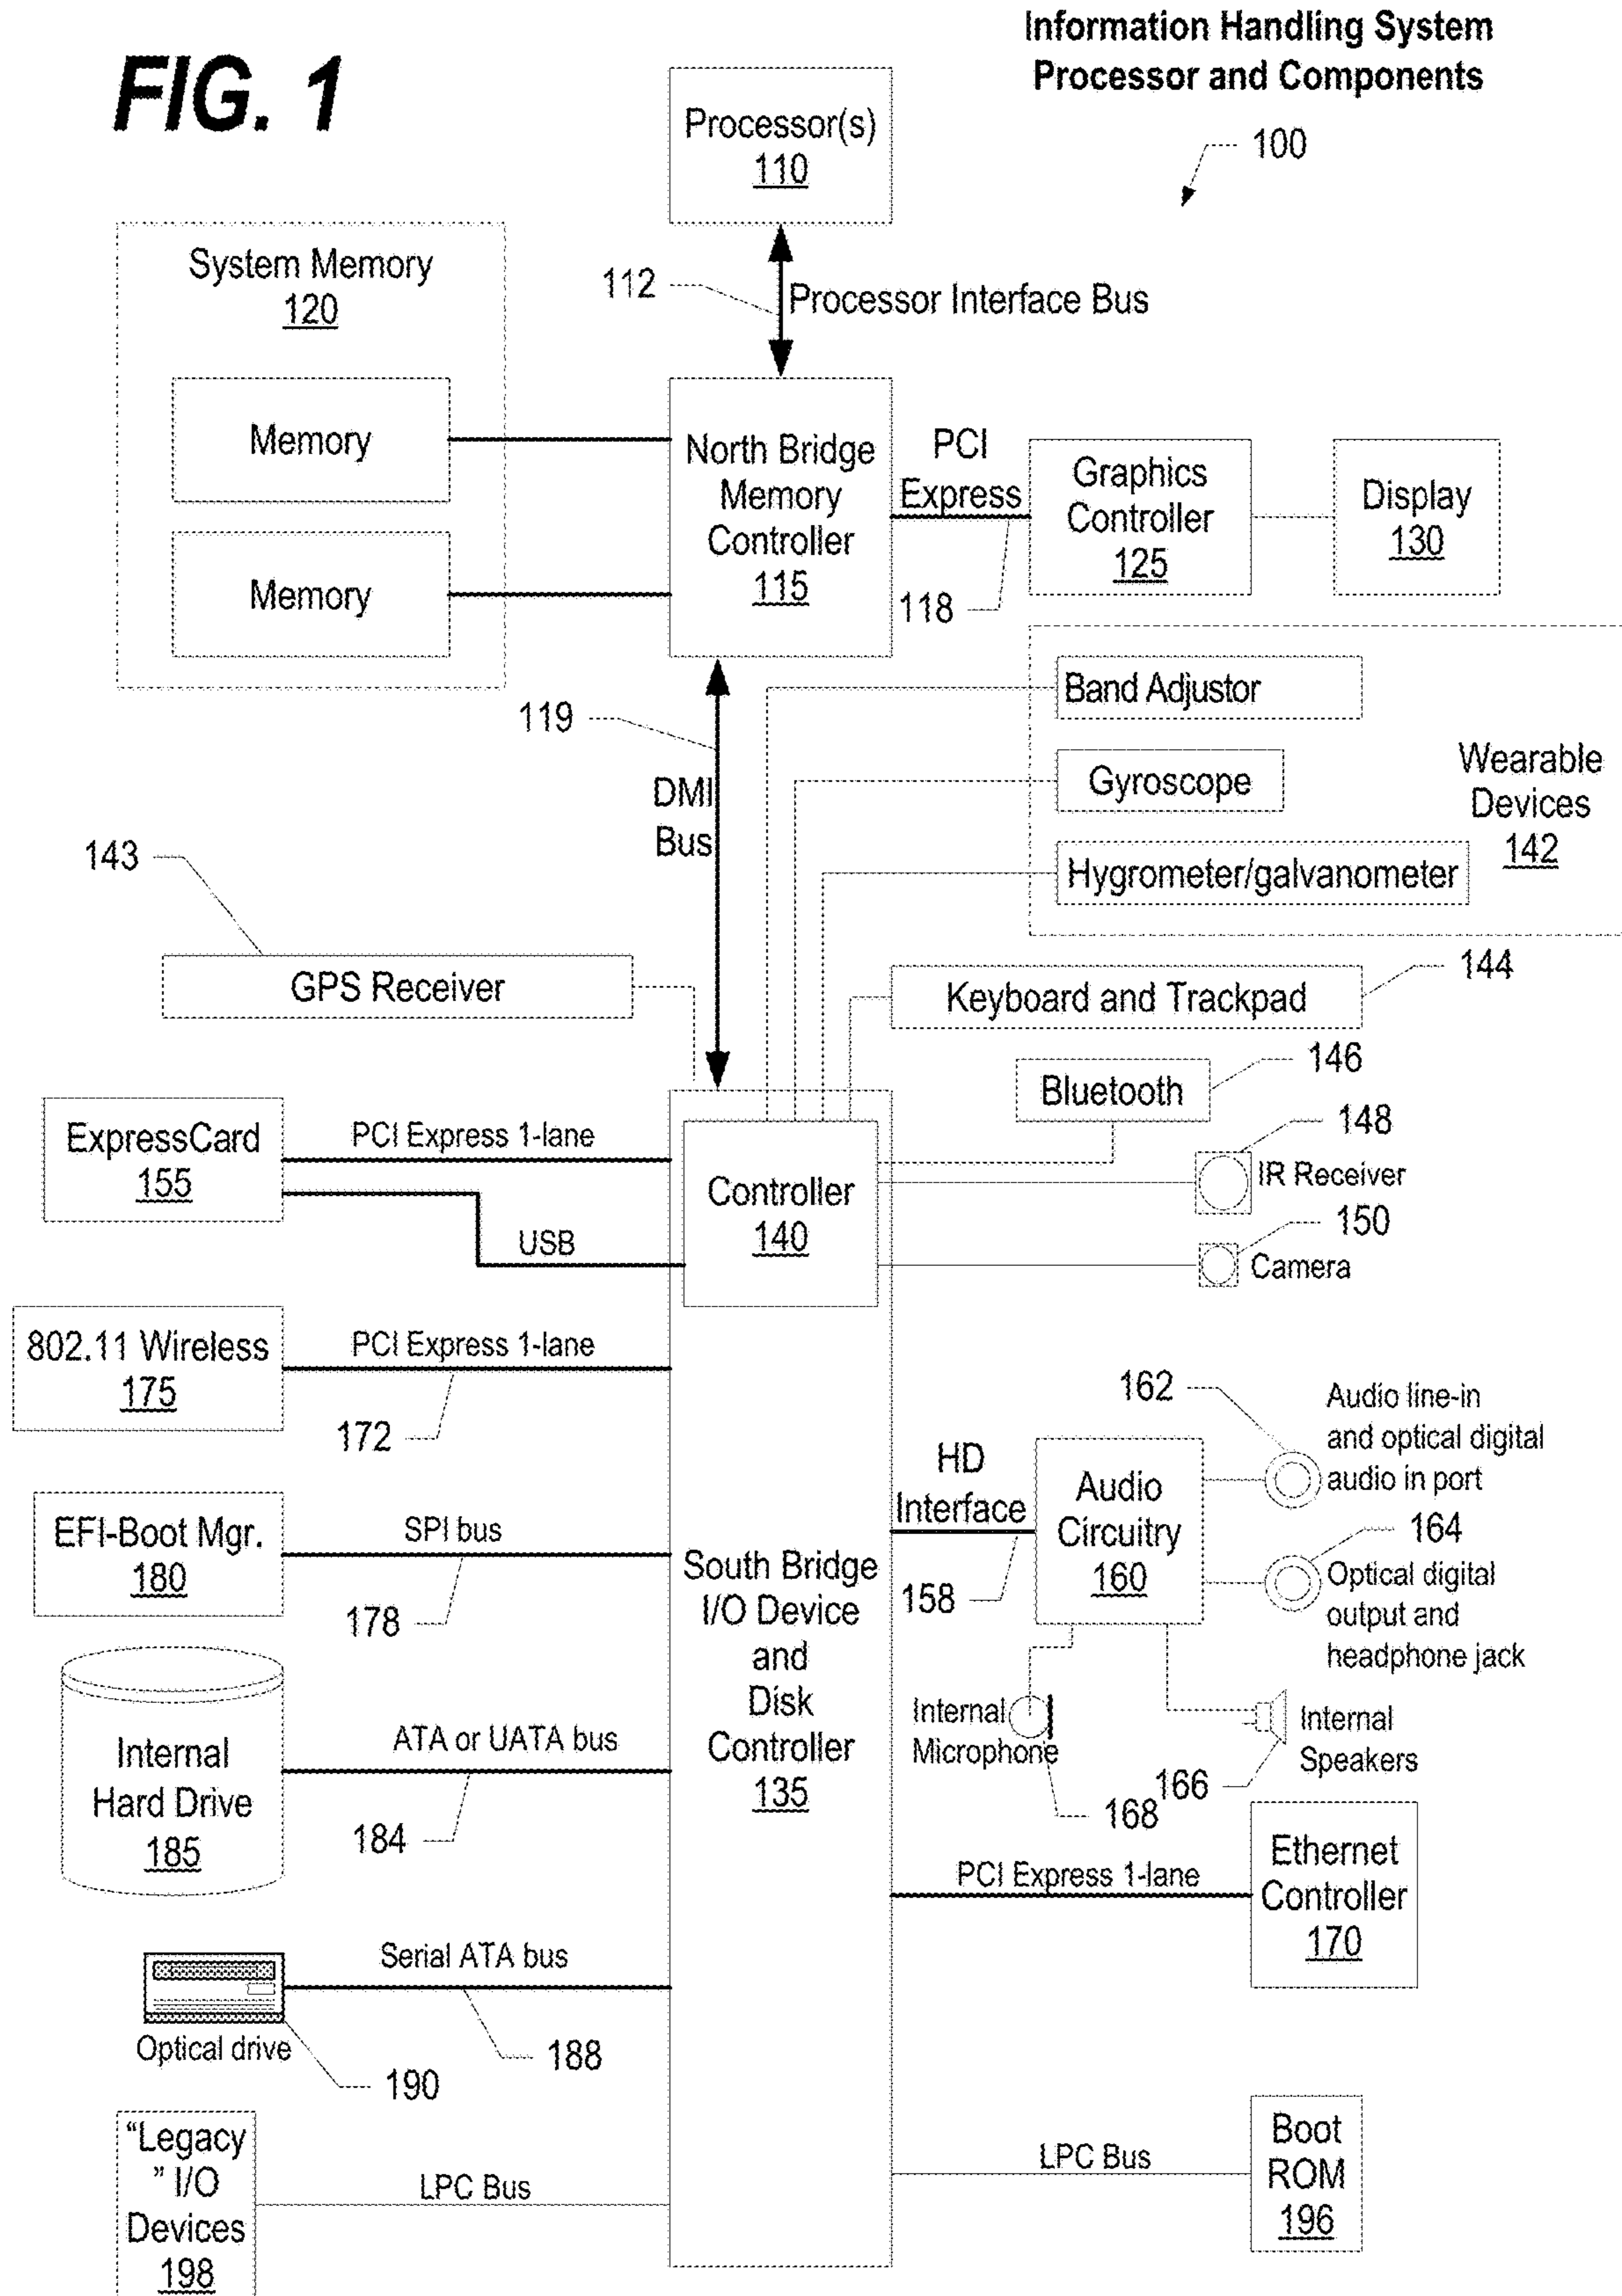 FIG. 1
Information Handling System
Processor and Components
100
Processor(s)
110
System Memory
120
112
Processor Interface Bus
Memory
Memory
North Bridge
Memory
Controller
115
PCI
Express
118
Graphics
Controller
125
Display
130
119
DMI
Bus
Band Adjustor
Gyroscope
Hygrometer/galvanometer
Wearable
Devices
142
143
GPS Receiver
Keyboard and Trackpad
144
Bluetooth
146
148
IR Receiver
150
Camera
ExpressCard
155
PCI Express 1-lane
USB
Controller
140
802.11 Wireless
175
PCI Express 1-lane
172
162
Audio line-in
and optical digital
audio in port
HD
Interface
158
Audio
Circuitry
160
164
Optical digital
output and
headphone jack
EFI-Boot Mgr.
180
SPI bus
178
South Bridge
I/O Device
and
Disk
Controller
135
Internal
Microphone
168
166
Internal
Speakers
Internal
Hard Drive
185
ATA or UATA bus
184
PCI Express 1-lane
Ethernet
Controller
170
Serial ATA bus
188
Optical drive
190
“Legacy
” I/O
Devices
198
LPC Bus
LPC Bus
Boot
ROM
196